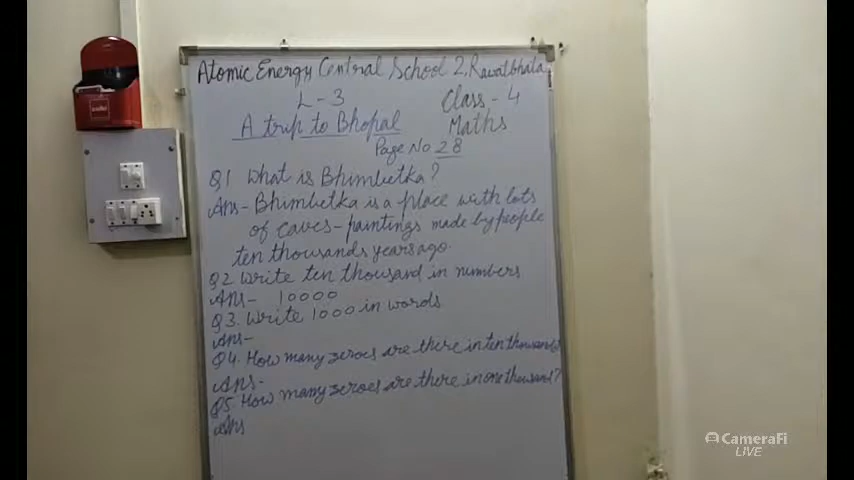 Atomic Energy Central School 2, Rawatbhata
L - 3
Class - 4
A trip to Bhopal
Maths
Page No. 28
Q1 What is Bhimbetka?
Ans- Bhimbetka is a place with lots
of caves - paintings made by people
ten thousands years ago.
Q2 Write ten thousand in numbers
Ans- 10000
Q3. Write 1000 in words
Ans-
Q4. How many zeroes are there in ten thousands
Ans-
Q5. How many zeroes are there in one thousand?
Ans
CameraFi
LIVE